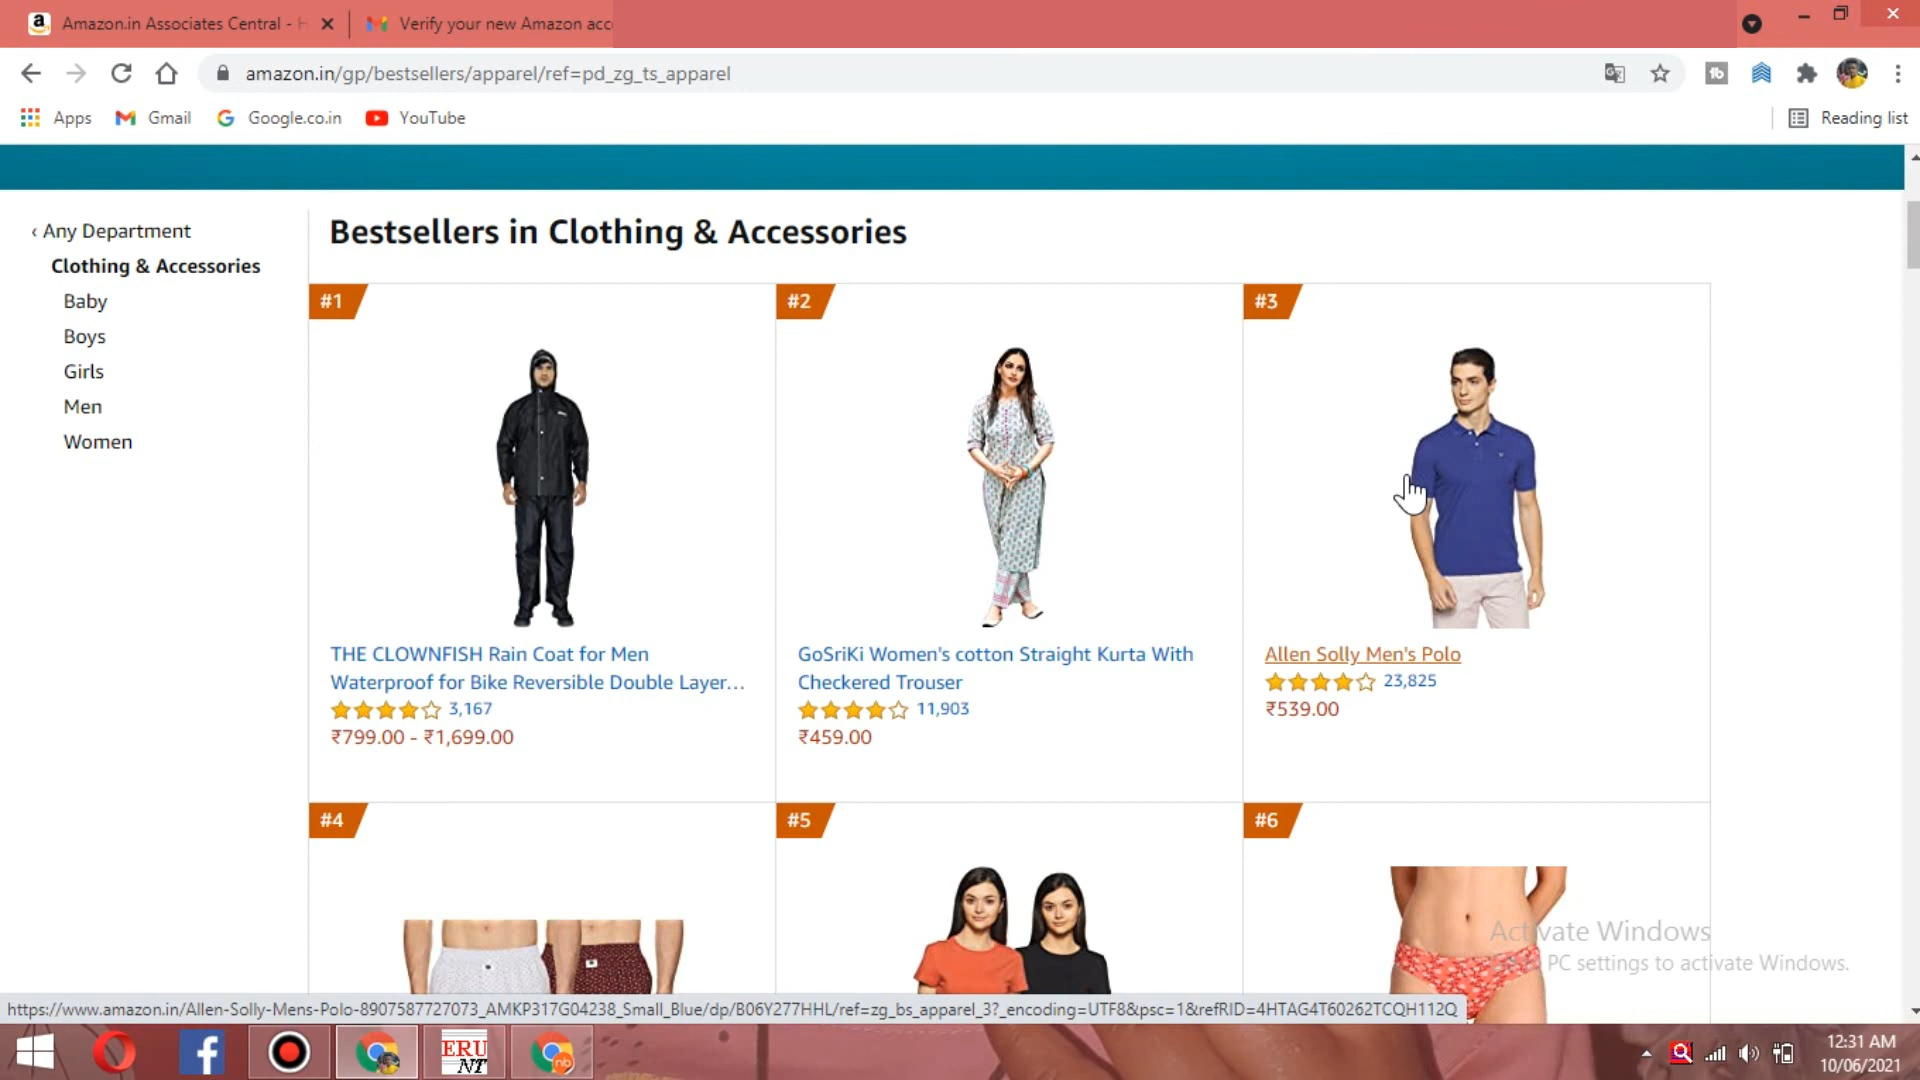 Amazon.in Associates Central - H
Verify your new Amazon acc
amazon.in/gp/bestsellers/apparel/ref=pd_zg_ts_apparel
Apps
Gmail
Google.co.in
YouTube
Reading list
‹ Any Department
Clothing & Accessories
Baby
Boys
Girls
Men
Women
Bestsellers in Clothing & Accessories
#1
#2
#3
THE CLOWNFISH Rain Coat for Men
Waterproof for Bike Reversible Double Layer…
3,167
₹799.00 - ₹1,699.00
GoSriKi Women's cotton Straight Kurta With
Checkered Trouser
11,903
₹459.00
Allen Solly Men's Polo
23,825
₹539.00
#4
#5
#6
Activate Windows
PC settings to activate Windows.
https://www.amazon.in/Allen-Solly-Mens-Polo-8907587727073_AMKP317G04238_Small_Blue/dp/B06Y277HHL/ref=zg_bs_apparel_3?_encoding=UTF8&psc=1&refRID=4HTAG4T60262TCQH112Q
ERU
NT
nb
12:31 AM
10/06/2021